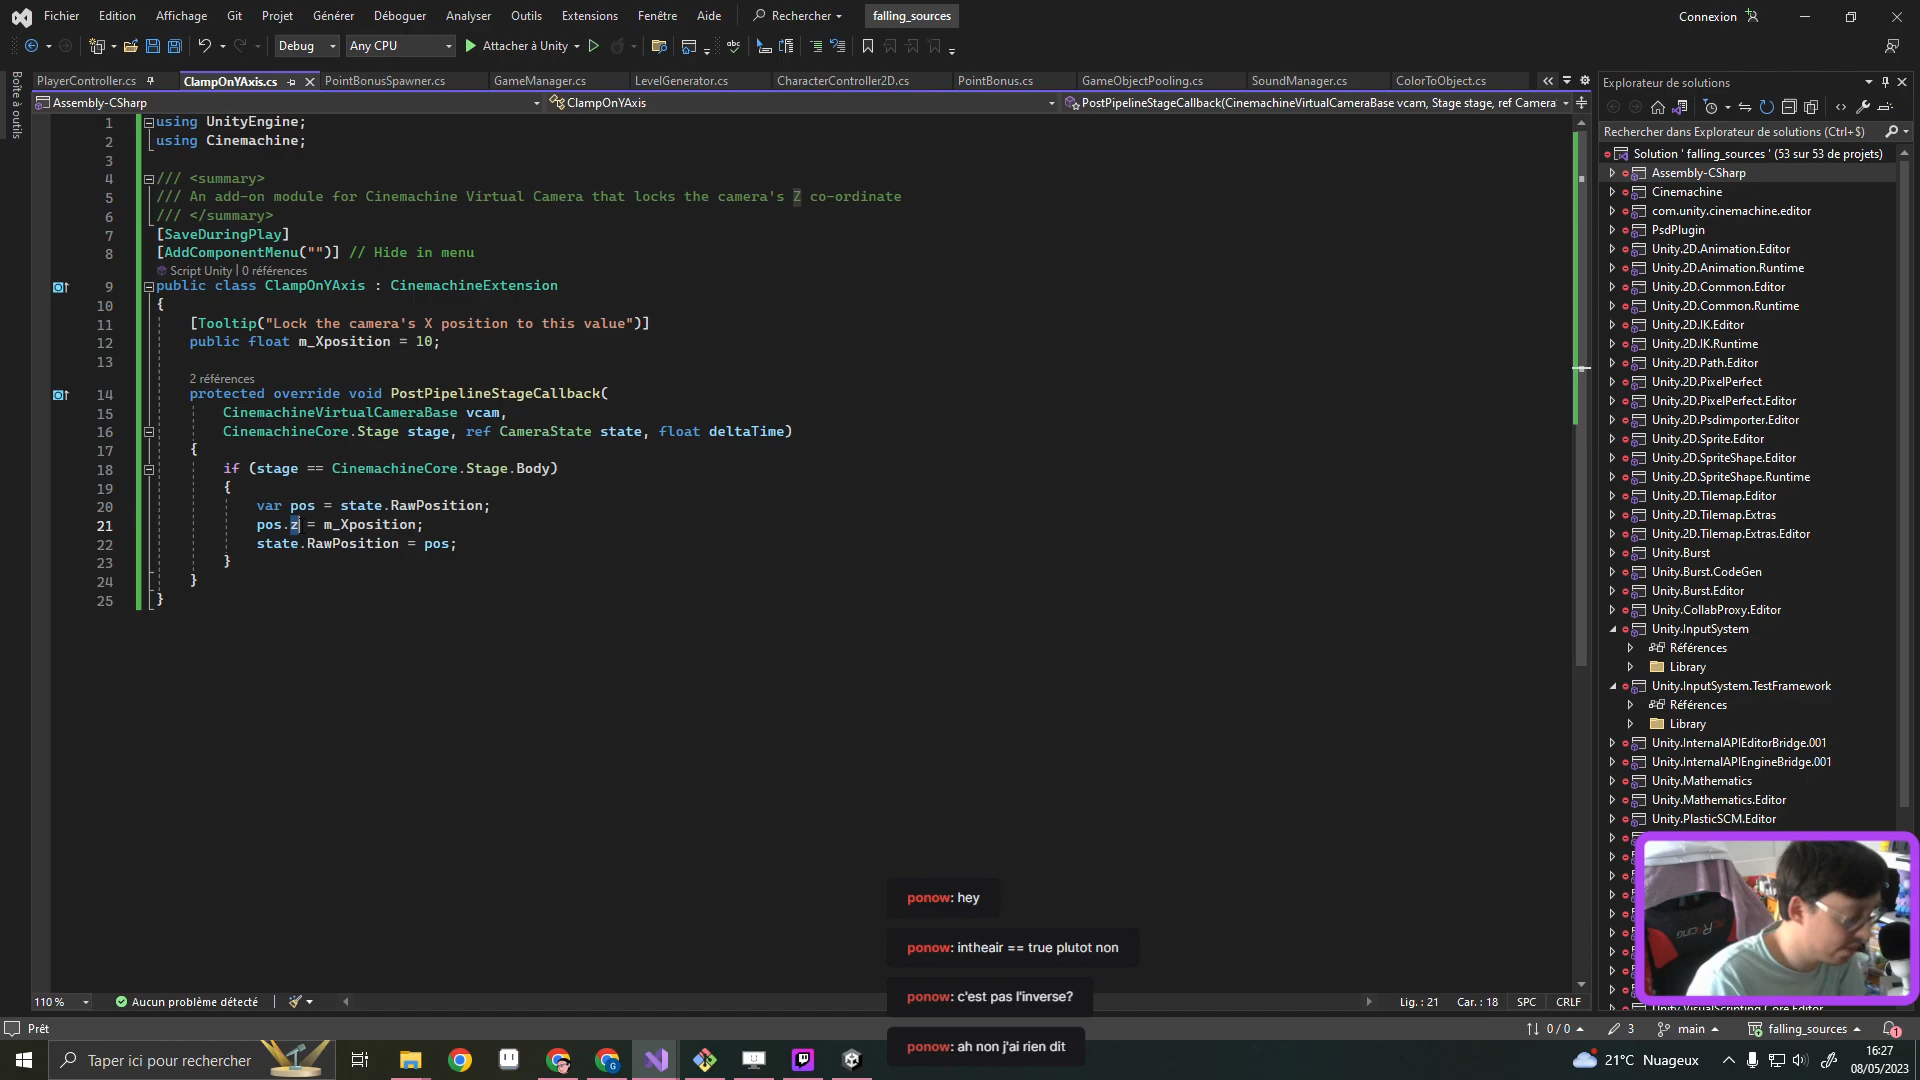 Fichier Edition Affichage Git Projet Générer Déboguer Analyser Outils Extensions Fenêtre Aide Rechercher falling_sources Connexion
Debug Any CPU Attacher à Unity
Boîte à outils
PlayerController.cs ClampOnYAxis.cs PointBonusSpawner.cs GameManager.cs LevelGenerator.cs CharacterController2D.cs PointBonus.cs GameObjectPooling.cs SoundManager.cs ColorToObject.cs
Assembly-CSharp ClampOnYAxis PostPipelineStageCallback(CinemachineVirtualCameraBase vcam, Stage stage, ref Camera
1 using UnityEngine;
2 using Cinemachine;
3
4 /// <summary>
5 /// An add-on module for Cinemachine Virtual Camera that locks the camera's Z co-ordinate
6 /// </summary>
7 [SaveDuringPlay]
8 [AddComponentMenu("")] // Hide in menu
Script Unity | 0 références
9 public class ClampOnYAxis : CinemachineExtension
10 {
11 [Tooltip("Lock the camera's X position to this value")]
12 public float m_Xposition = 10;
13
2 références
14 protected override void PostPipelineStageCallback(
15 CinemachineVirtualCameraBase vcam,
16 CinemachineCore.Stage stage, ref CameraState state, float deltaTime)
17 {
18 if (stage == CinemachineCore.Stage.Body)
19 {
20 var pos = state.RawPosition;
21 pos.z = m_Xposition;
22 state.RawPosition = pos;
23 }
24 }
25 }
Explorateur de solutions
Rechercher dans Explorateur de solutions (Ctrl+$)
Solution ' falling_sources ' (53 sur 53 de projets)
Assembly-CSharp
Cinemachine
com.unity.cinemachine.editor
PsdPlugin
Unity.2D.Animation.Editor
Unity.2D.Animation.Runtime
Unity.2D.Common.Editor
Unity.2D.Common.Runtime
Unity.2D.IK.Editor
Unity.2D.IK.Runtime
Unity.2D.Path.Editor
Unity.2D.PixelPerfect
Unity.2D.PixelPerfect.Editor
Unity.2D.Psdimporter.Editor
Unity.2D.Sprite.Editor
Unity.2D.SpriteShape.Editor
Unity.2D.SpriteShape.Runtime
Unity.2D.Tilemap.Editor
Unity.2D.Tilemap.Extras
Unity.2D.Tilemap.Extras.Editor
Unity.Burst
Unity.Burst.CodeGen
Unity.Burst.Editor
Unity.CollabProxy.Editor
Unity.InputSystem
Références
Library
Unity.InputSystem.TestFramework
Références
Library
Unity.InternalAPIEditorBridge.001
Unity.InternalAPIEngineBridge.001
Unity.Mathematics
Unity.Mathematics.Editor
Unity.PlasticSCM.Editor
ponow: hey
ponow: intheair == true plutot non
ponow: c'est pas l'inverse?
ponow: ah non j'ai rien dit
110 % Aucun problème détecté Lig. : 21 Car. : 18 SPC CRLF
Prêt 0 / 0 3 main falling_sources 1
Taper ici pour rechercher 21°C Nuageux 16:27
08/05/2023